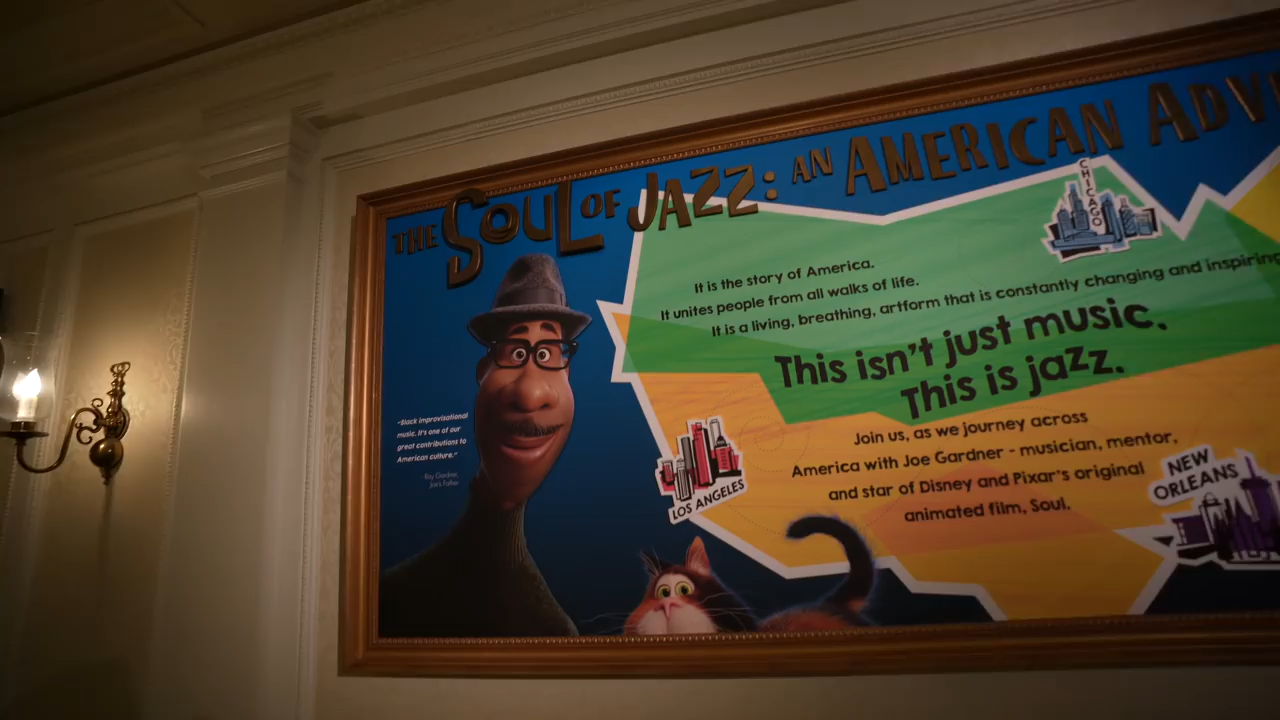 THE SOUL OF JAZZ: AN AMERICAN ADV
CHICAGO
It is the story of America.
It unites people from all walks of life.
It is a living, breathing, artform that is constantly changing and inspiring
This isn't just music.
This is jazz.
Join us, as we journey across
America with Joe Gardner - musician, mentor,
and star of Disney and Pixar's original
animated film, Soul.
"Black improvisational
music. It's one of our
great contributions to
American culture."
-Ray Gardner,
Joe's Father
LOS ANGELES
NEW
ORLEANS